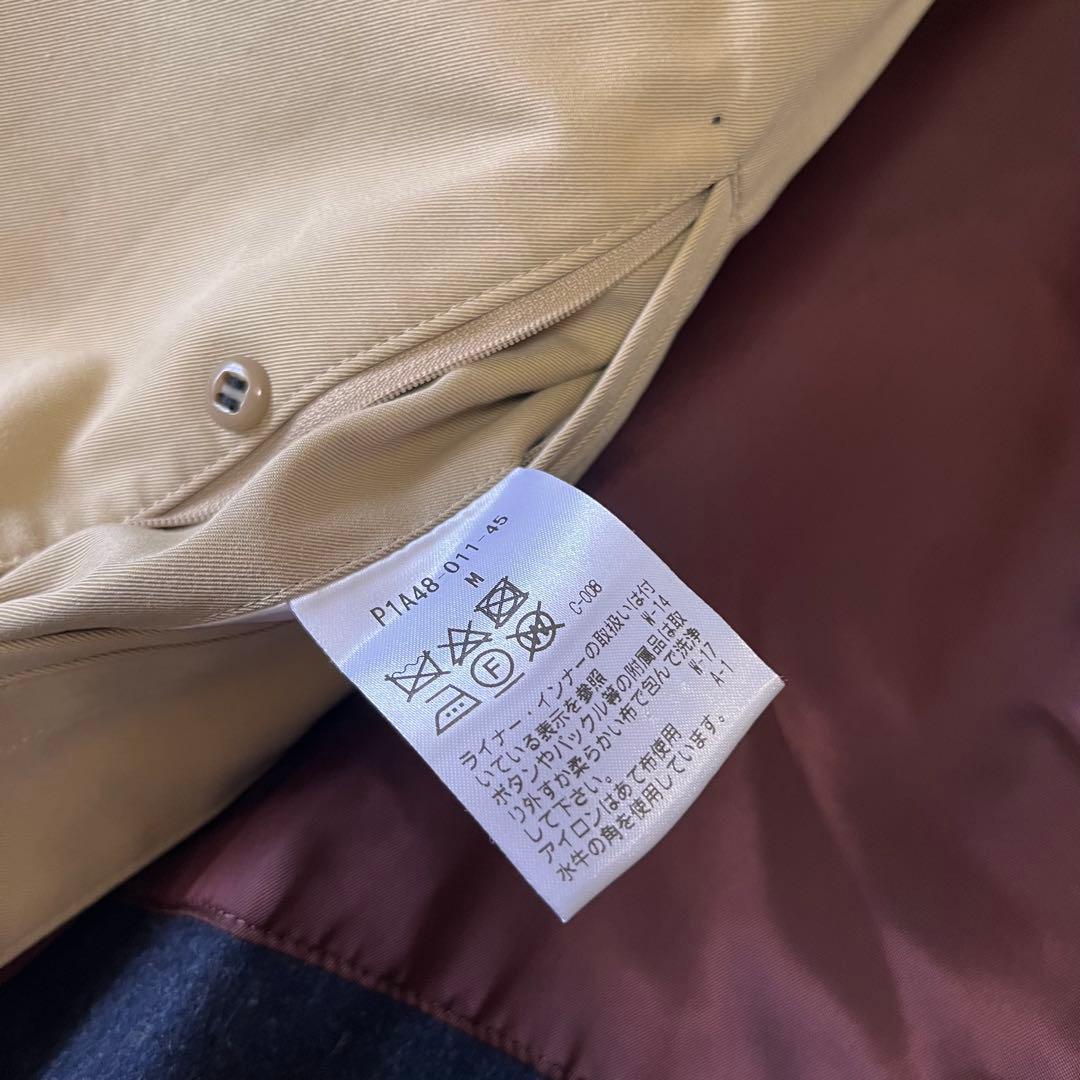 P1A48-011-45
M
F
W
C-008
ライナー・インナーの取扱いは付
いている表示を参照
W-14
ボタンやバックル等の附属品は取
り外すか柔らかい布で包んで洗浄
して下さい。
W-17
アイロンはあて布使用
A-1
水牛の角を使用しています。